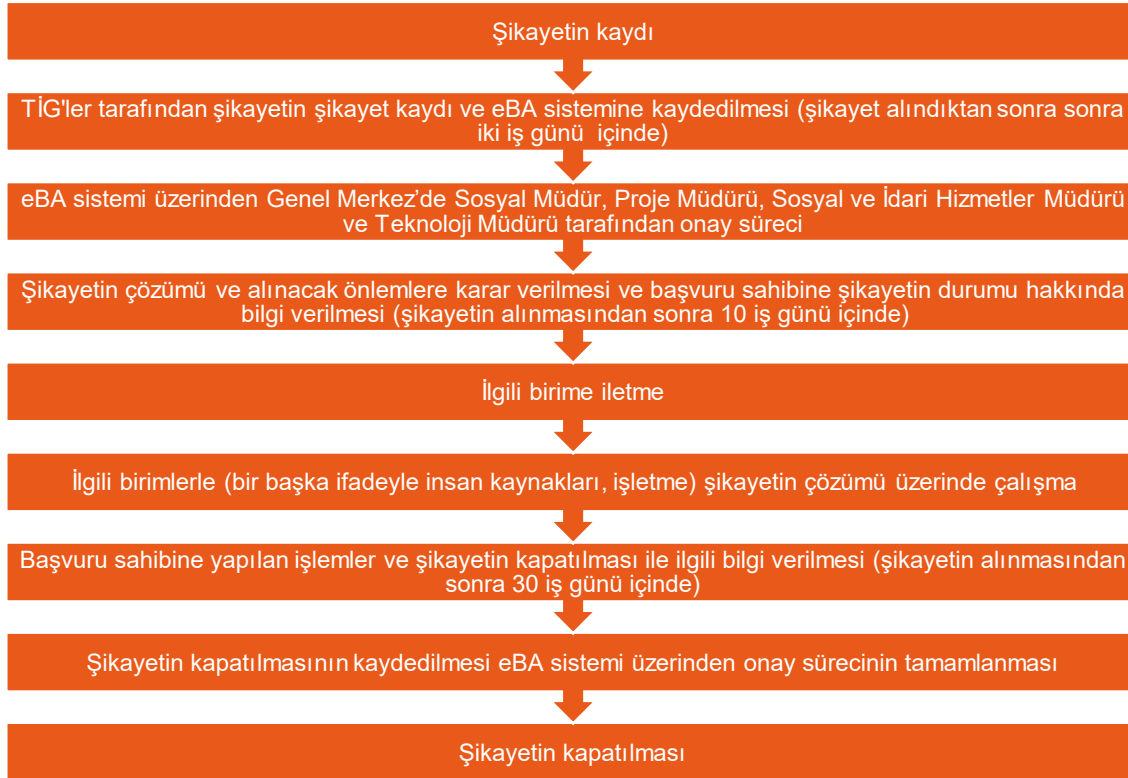 Şikayetin kaydı
TİG'ler tarafından şikayetin şikayet kaydı ve eBA sistemine kaydedilmesi (şikayet alındıktan sonra sonra
iki iş günü içinde)
eBA sistemi üzerinden Genel Merkez’de Sosyal Müdür, Proje Müdürü, Sosyal ve İdari Hizmetler Müdürü
ve Teknoloji Müdürü tarafından onay süreci
Şikayetin çözümü ve alınacak önlemlere karar verilmesi ve başvuru sahibine şikayetin durumu hakkında
bilgi verilmesi (şikayetin alınmasından sonra 10 iş günü içinde)
İlgili birime iletme
İlgili birimlerle (bir başka ifadeyle insan kaynakları, işletme) şikayetin çözümü üzerinde çalışma
Başvuru sahibine yapılan işlemler ve şikayetin kapatılması ile ilgili bilgi verilmesi (şikayetin alınmasından
sonra 30 iş günü içinde)
Şikayetin kapatılmasının kaydedilmesi eBA sistemi üzerinden onay sürecinin tamamlanması
Şikayetin kapatılması